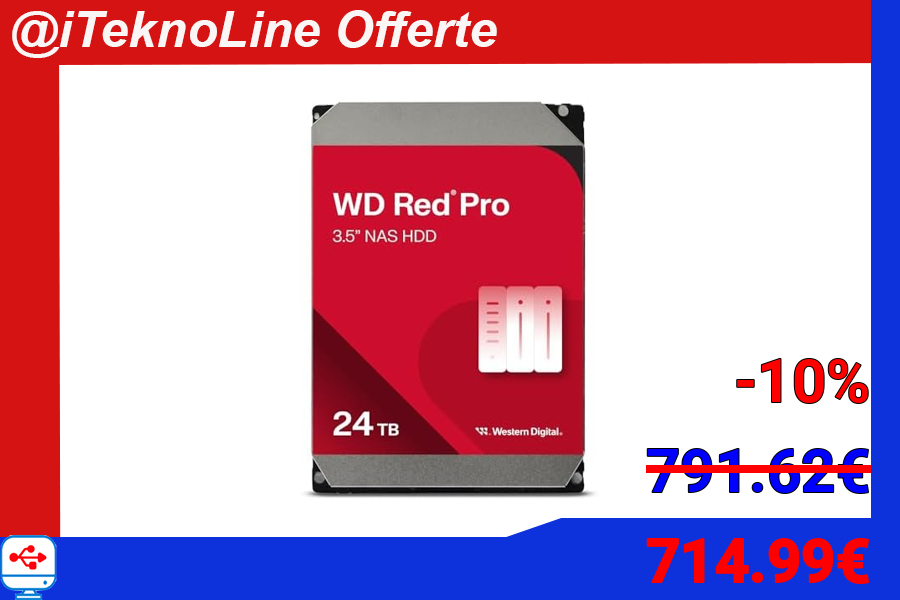 @iTeknoLine Offerte
WD Red® Pro
3.5” NAS HDD
24 TB
W. Western Digital®
-10%
791.62€
714.99€